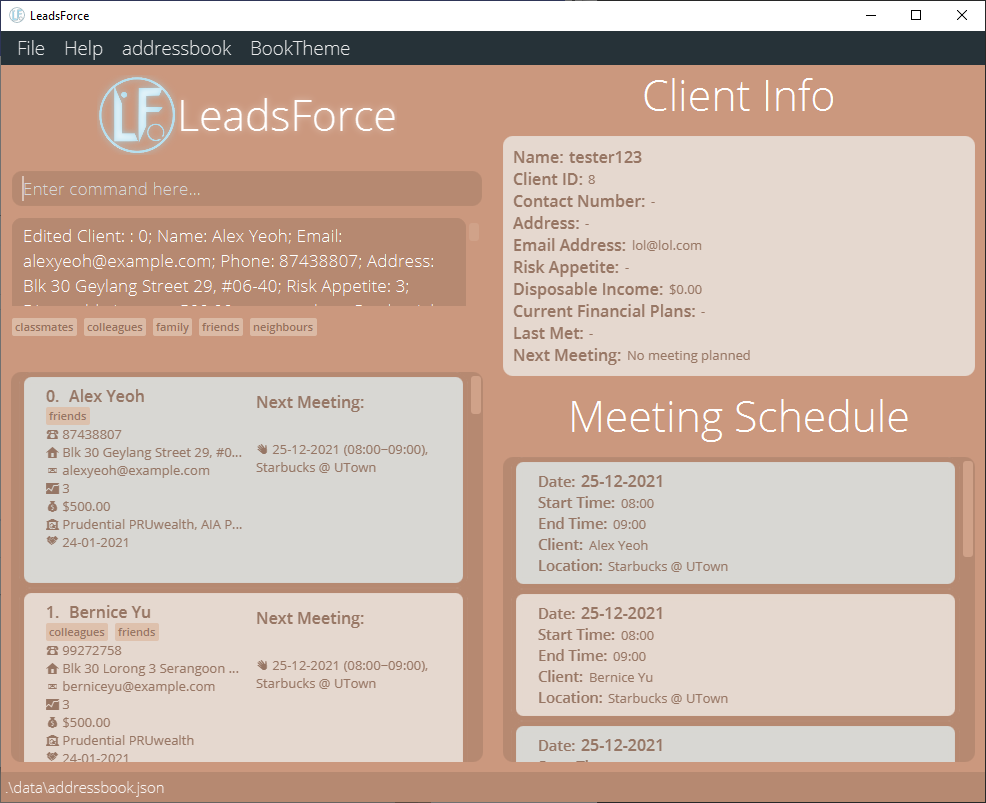 LeadsForce
File Help addressbook BookTheme
LF LeadsForce
Enter command here...
Edited Client: : 0; Name: Alex Yeoh; Email:
alexyeoh@example.com; Phone: 87438807; Address:
Blk 30 Geylang Street 29, #06-40; Risk Appetite: 3;
classmates colleagues family friends neighbours
0. Alex Yeoh
friends
87438807
Blk 30 Geylang Street 29, #0...
alexyeoh@example.com
3
$500.00
Prudential PRUwealth, AIA P...
24-01-2021
Next Meeting:
25-12-2021 (08:00~09:00),
Starbucks @ UTown
1. Bernice Yu
colleagues friends
99272758
Blk 30 Lorong 3 Serangoon ...
berniceyu@example.com
3
$500.00
Prudential PRUwealth
24-01-2021
Next Meeting:
25-12-2021 (08:00~09:00),
Starbucks @ UTown
Client Info
Name: tester123
Client ID: 8
Contact Number: -
Address: -
Email Address: lol@lol.com
Risk Appetite: -
Disposable Income: $0.00
Current Financial Plans: -
Last Met: -
Next Meeting: No meeting planned
Meeting Schedule
Date: 25-12-2021
Start Time: 08:00
End Time: 09:00
Client: Alex Yeoh
Location: Starbucks @ UTown
Date: 25-12-2021
Start Time: 08:00
End Time: 09:00
Client: Bernice Yu
Location: Starbucks @ UTown
Date: 25-12-2021
.\data\addressbook.json